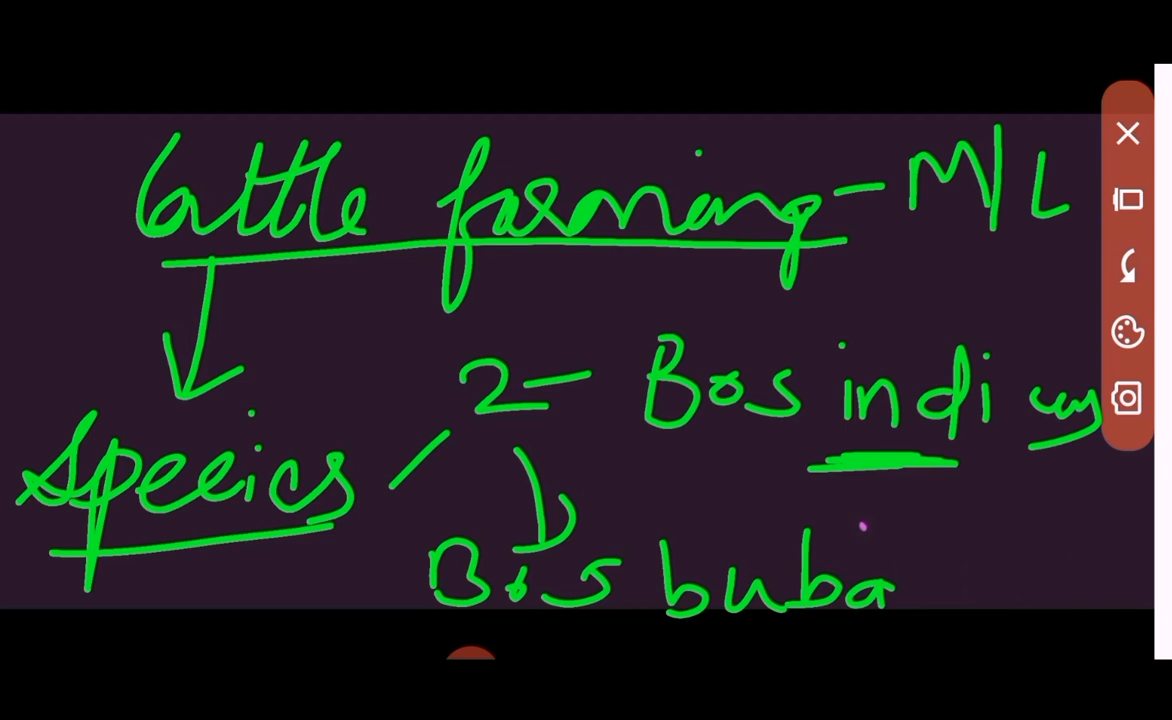 Cattle farming - M/L
Species / 2 - Bos indicus
Bos buba